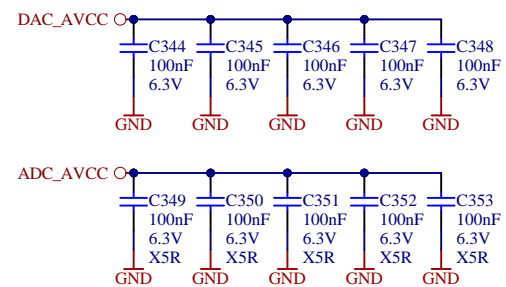 DAC_AVCC
C344 C345 C346 C347 C348
100nF 100nF 100nF 100nF 100nF
6.3V 6.3V 6.3V 6.3V 6.3V
GND GND GND GND GND
ADC_AVCC
C349 C350 C351 C352 C353
100nF 100nF 100nF 100nF 100nF
6.3V 6.3V 6.3V 6.3V 6.3V
X5R X5R X5R X5R X5R
GND GND GND GND GND